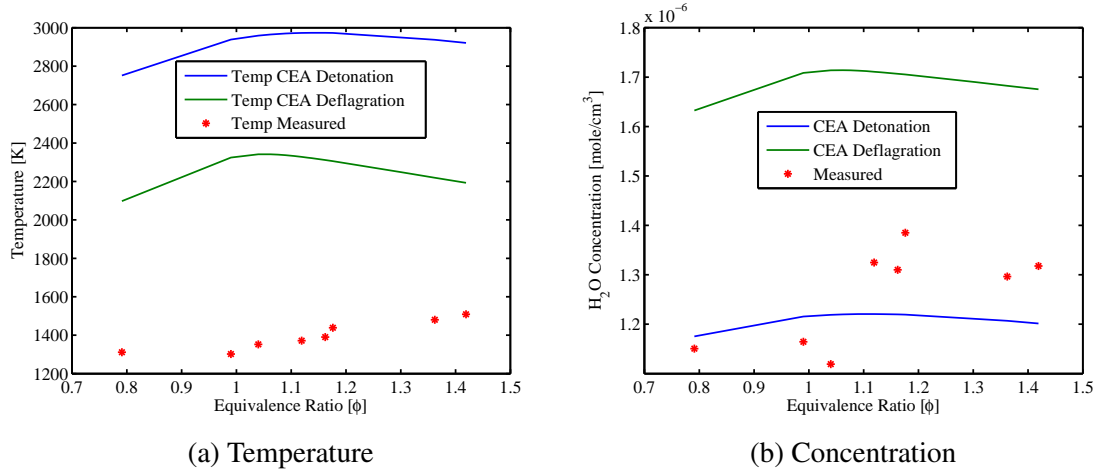 3000
2800
2600
2400
2200
2000
1800
1600
1400
1200
0.7 0.8 0.9 1 1.1 1.2 1.3 1.4 1.5
Temperature [K]
Equivalence Ratio [ϕ]
Temp CEA Detonation
Temp CEA Deflagration
Temp Measured
(a) Temperature
1.8 x 10⁻⁶
1.7
1.6
1.5
1.4
1.3
1.2
0.7 0.8 0.9 1 1.1 1.2 1.3 1.4 1.5
H₂O Concentration [mole/cm³]
Equivalence Ratio [ϕ]
CEA Detonation
CEA Deflagration
Measured
(b) Concentration